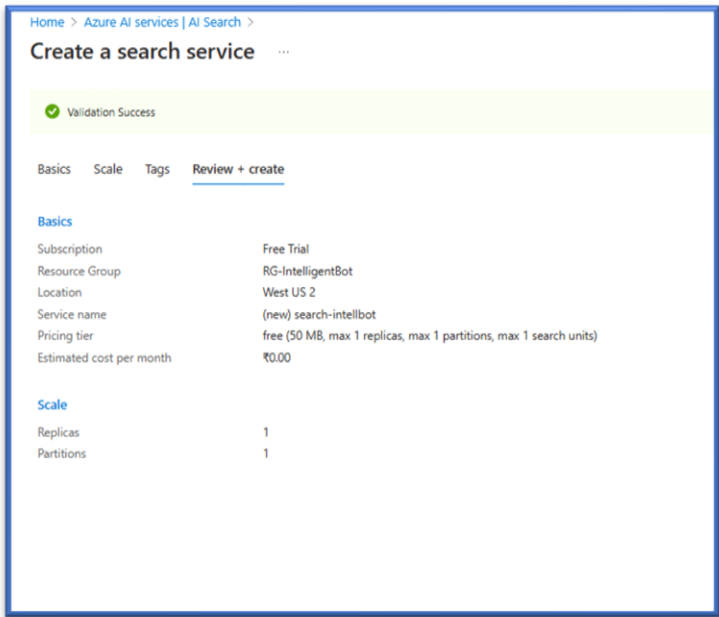 Home > Azure AI services | AI Search >
Create a search service ...
Validation Success
Basics Scale Tags Review + create
Basics
Subscription Free Trial
Resource Group RG-IntelligentBot
Location West US 2
Service name (new) search-intellbot
Pricing tier free (50 MB, max 1 replicas, max 1 partitions, max 1 search units)
Estimated cost per month ₹0.00
Scale
Replicas 1
Partitions 1